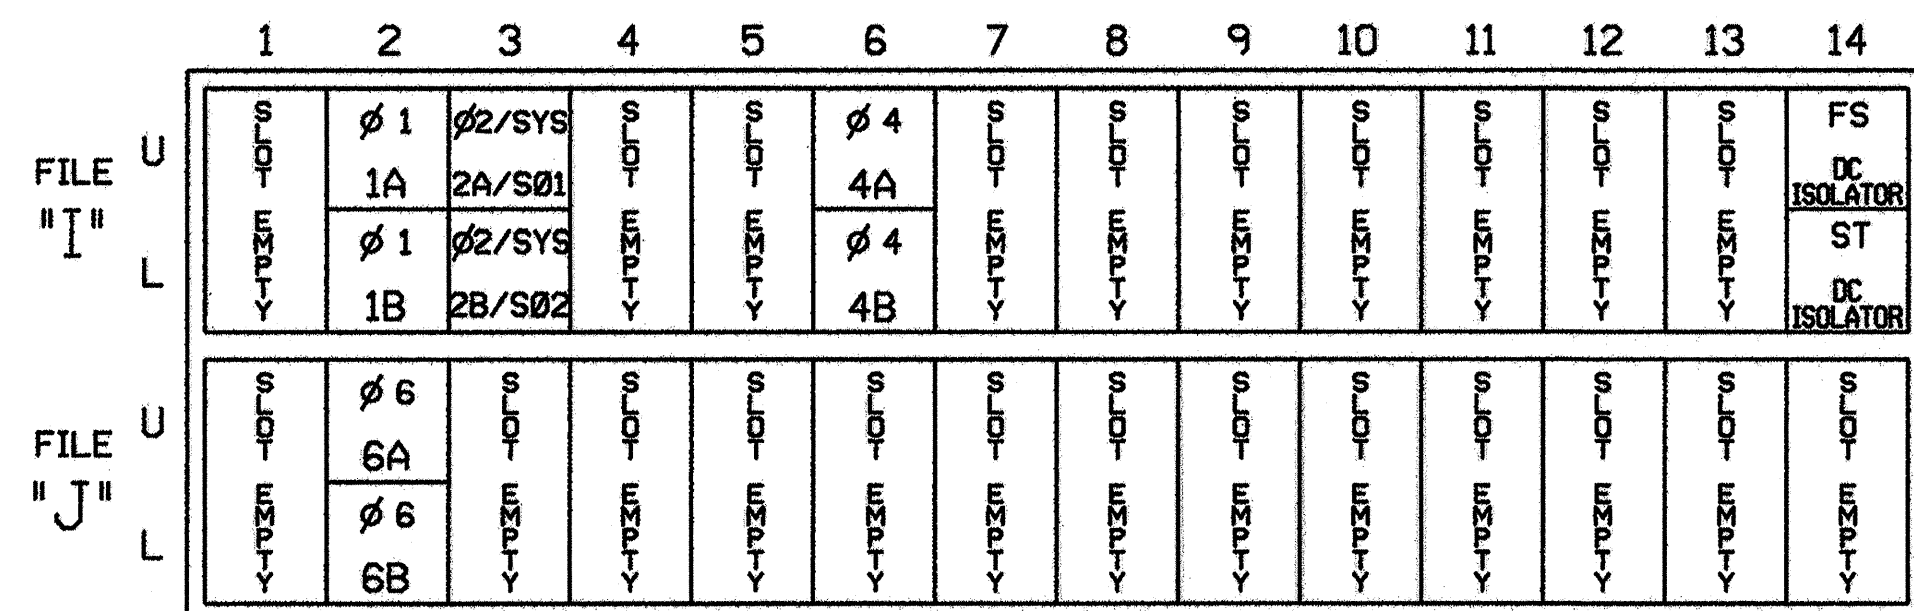 1 2 3 4 5 6 7 8 9 10 11 12 13 14
FILE
"I"
U
L
SLOT EMPTY
Ø 1
1A
Ø 1
1B
Ø2/SYS
2A/SØ1
Ø2/SYS
2B/SØ2
SLOT EMPTY
SLOT EMPTY
Ø 4
4A
Ø 4
4B
SLOT EMPTY
SLOT EMPTY
SLOT EMPTY
SLOT EMPTY
SLOT EMPTY
SLOT EMPTY
SLOT EMPTY
FS
DC
ISOLATOR
ST
DC
ISOLATOR
FILE
"J"
U
L
SLOT EMPTY
Ø 6
6A
Ø 6
6B
SLOT EMPTY
SLOT EMPTY
SLOT EMPTY
SLOT EMPTY
SLOT EMPTY
SLOT EMPTY
SLOT EMPTY
SLOT EMPTY
SLOT EMPTY
SLOT EMPTY
SLOT EMPTY
SLOT EMPTY